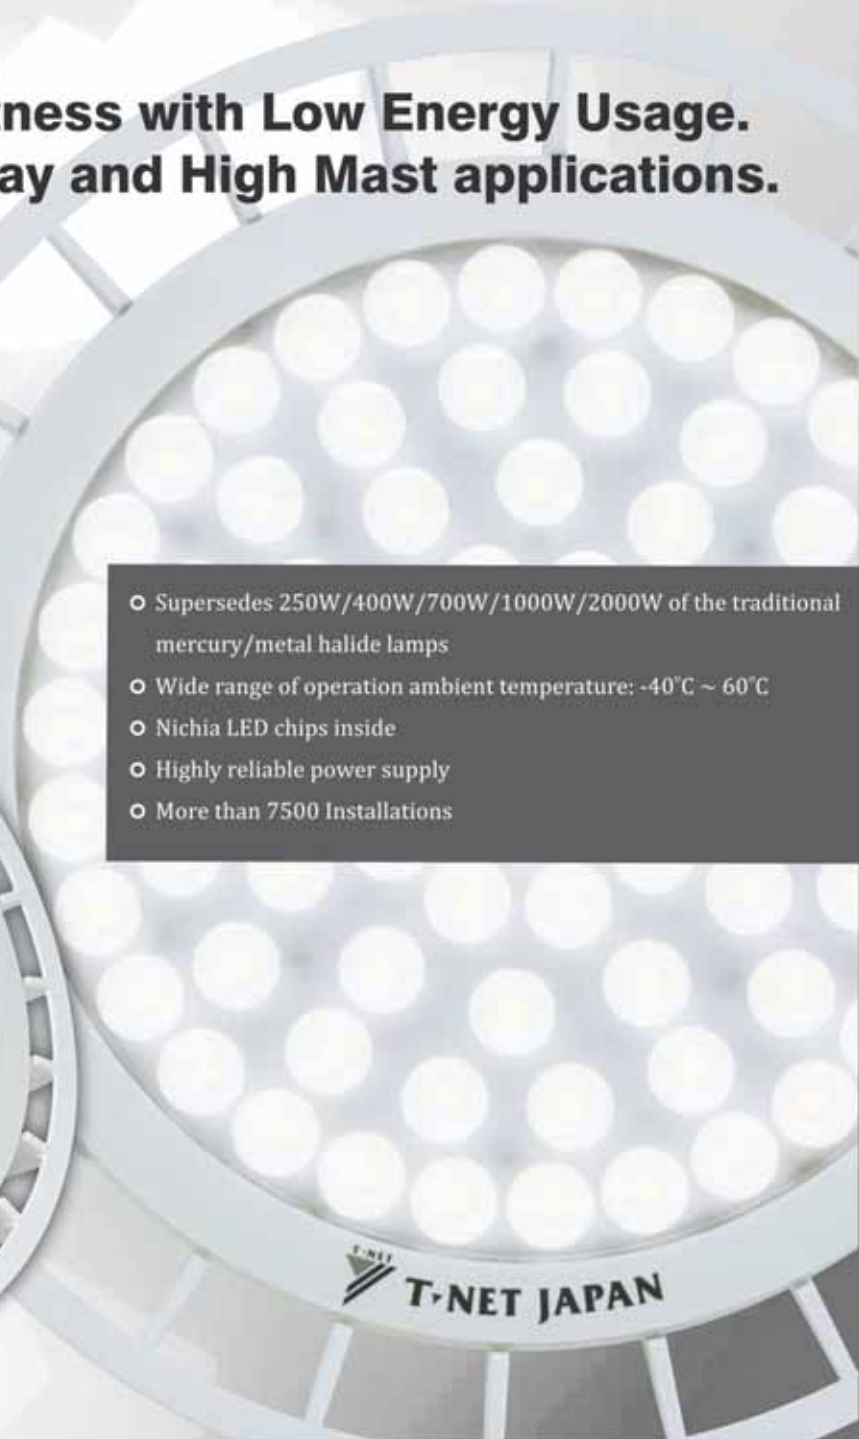 tness with Low Energy Usage.
ay and High Mast applications.
Supersedes 250W/400W/700W/1000W/2000W of the traditional
mercury/metal halide lamps
Wide range of operation ambient temperature: -40°C ~ 60°C
Nichia LED chips inside
Highly reliable power supply
More than 7500 Installations
T-NET
T▸NET JAPAN